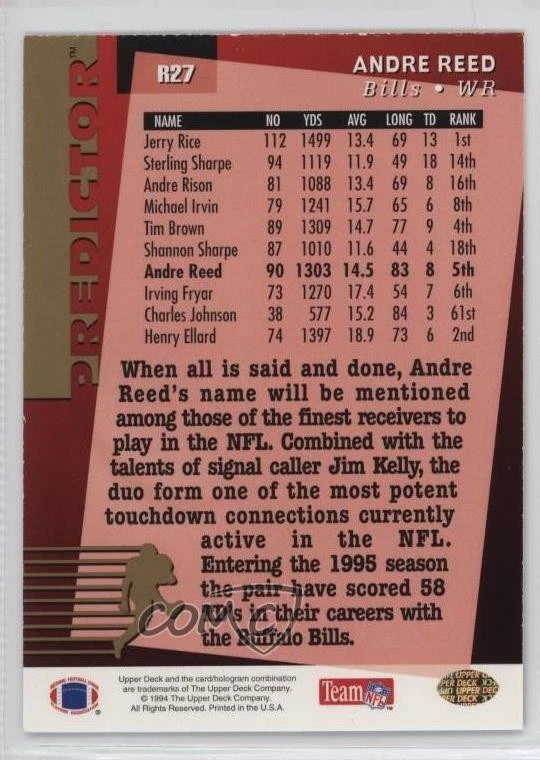 PREDICTOR™
R27
ANDRE REED
Bills • WR
NAME NO YDS AVG LONG TD RANK
Jerry Rice 112 1499 13.4 69 13 1st
Sterling Sharpe 94 1119 11.9 49 18 14th
Andre Rison 81 1088 13.4 69 8 16th
Michael Irvin 79 1241 15.7 65 6 8th
Tim Brown 89 1309 14.7 77 9 4th
Shannon Sharpe 87 1010 11.6 44 4 18th
Andre Reed 90 1303 14.5 83 8 5th
Irving Fryar 73 1270 17.4 54 7 6th
Charles Johnson 38 577 15.2 84 3 61st
Henry Ellard 74 1397 18.9 73 6 2nd
When all is said and done, Andre
Reed's name will be mentioned
among those of the finest receivers to
play in the NFL. Combined with the
talents of signal caller Jim Kelly, the
duo form one of the most potent
touchdown connections currently
active in the NFL.
Entering the 1995 season
the pair have scored 58
TD's in their careers with
the Buffalo Bills.
COMC
Upper Deck and the card/hologram combination
are trademarks of The Upper Deck Company.
© 1994 The Upper Deck Company.
All Rights Reserved. Printed in the U.S.A.
Team NFL™
UPPER DECK